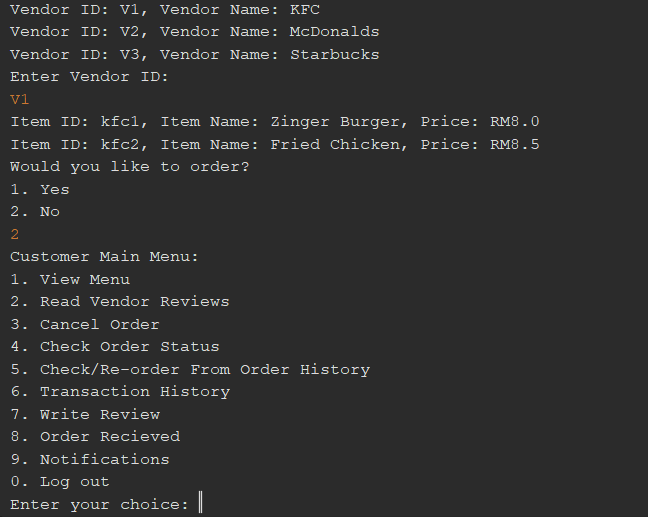 Vendor ID: V1, Vendor Name: KFC
Vendor ID: V2, Vendor Name: McDonalds
Vendor ID: V3, Vendor Name: Starbucks
Enter Vendor ID:
V1
Item ID: kfc1, Item Name: Zinger Burger, Price: RM8.0
Item ID: kfc2, Item Name: Fried Chicken, Price: RM8.5
Would you like to order?
1. Yes
2. No
2
Customer Main Menu:
1. View Menu
2. Read Vendor Reviews
3. Cancel Order
4. Check Order Status
5. Check/Re-order From Order History
6. Transaction History
7. Write Review
8. Order Recieved
9. Notifications
0. Log out
Enter your choice: